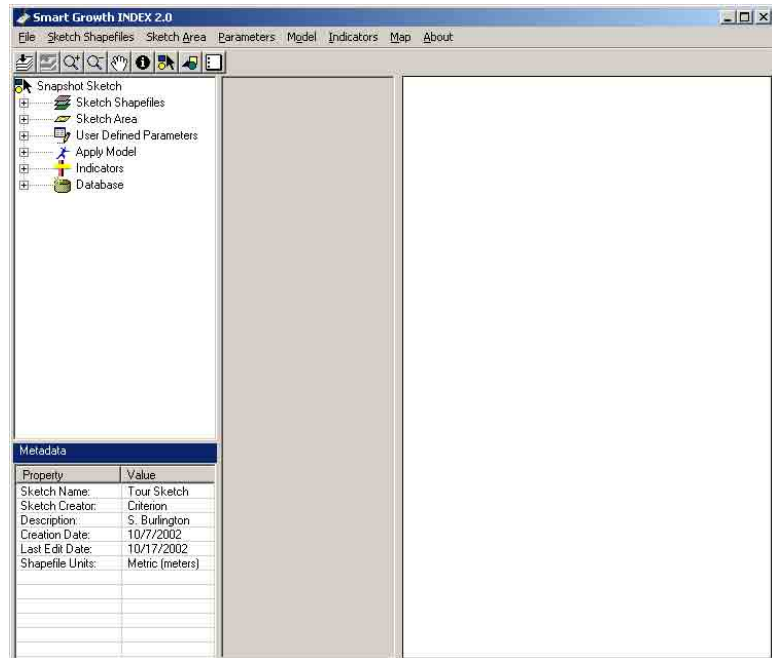 Smart Growth INDEX 2.0
File Sketch Shapefiles Sketch Area Parameters Model Indicators Map About
Snapshot Sketch
Sketch Shapefiles
Sketch Area
User Defined Parameters
Apply Model
Indicators
Database
Metadata
Property Value
Sketch Name: Tour Sketch
Sketch Creator: Criterion
Description: S. Burlington
Creation Date: 10/7/2002
Last Edit Date: 10/17/2002
Shapefile Units: Metric (meters)